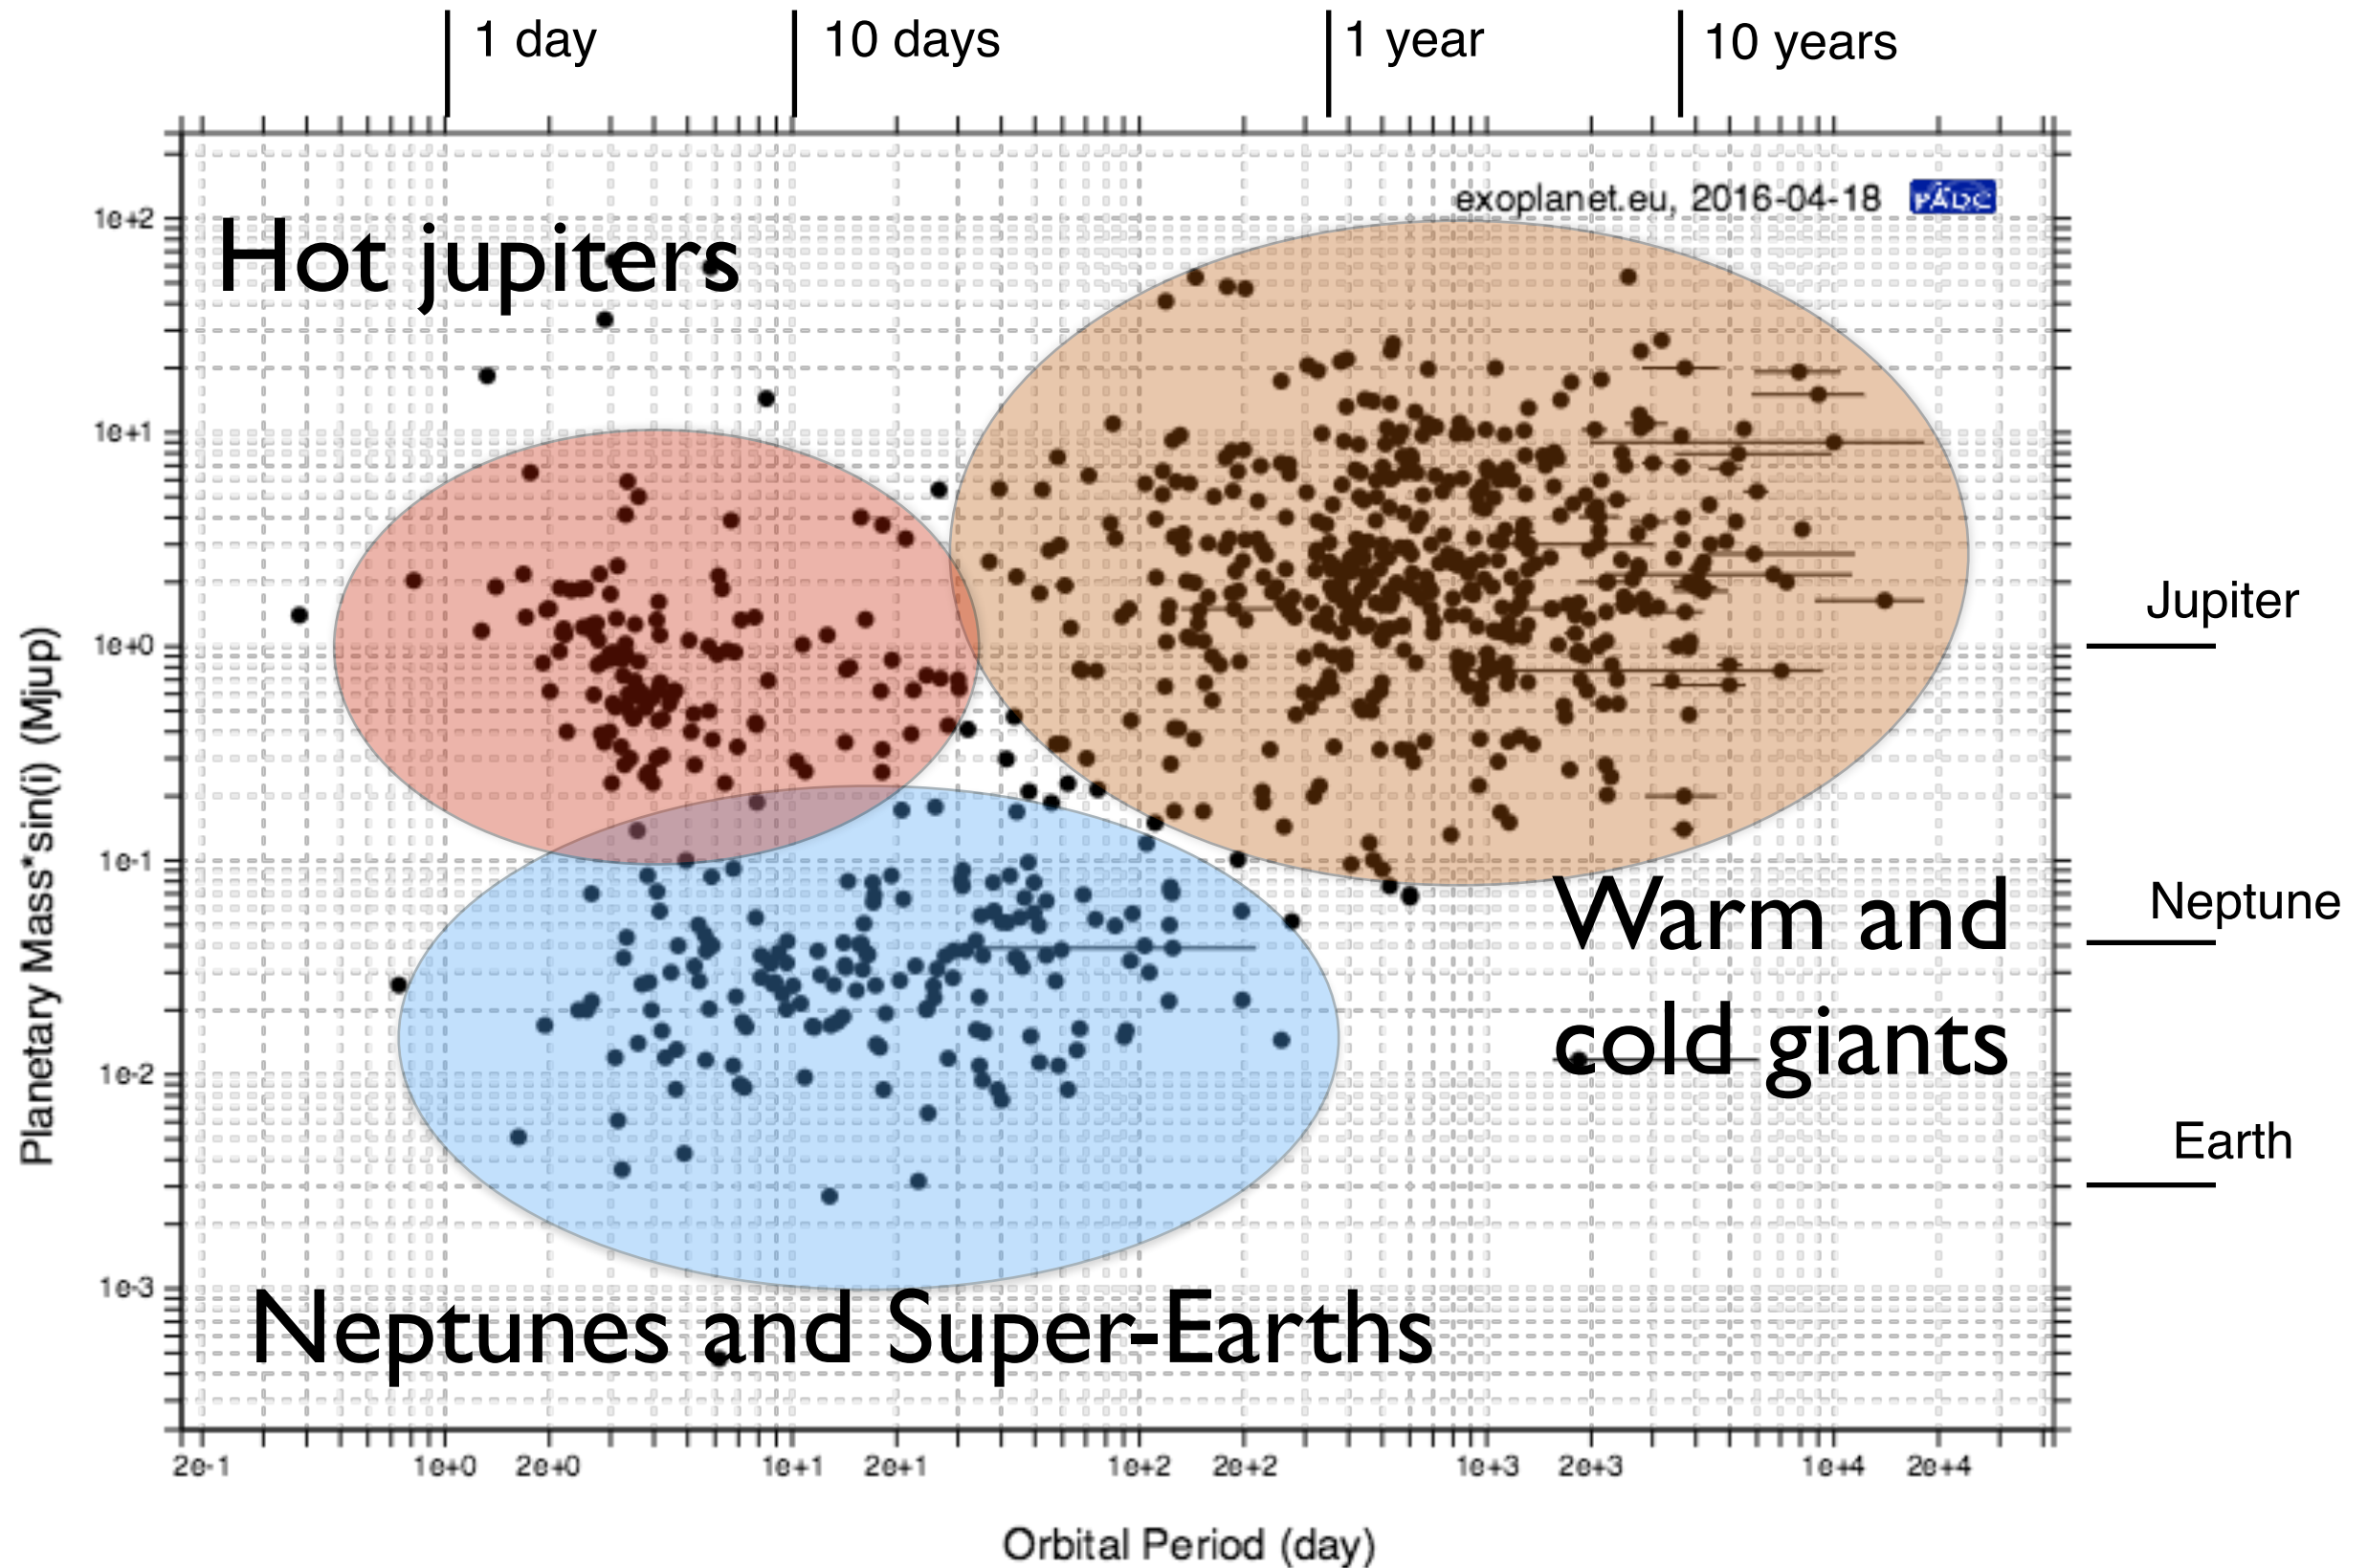 1 day
10 days
1 year
10 years
exoplanet.eu, 2016-04-18
PADC
Hot jupiters
1e+2
1e+1
1e+0
1e-1
1e-2
1e-3
Planetary Mass*sin(i) (Mjup)
Jupiter
Neptune
Earth
Warm and
cold giants
Neptunes and Super-Earths
2e-1
1e+0
2e+0
1e+1
2e+1
1e+2
2e+2
1e+3
2e+3
1e+4
2e+4
Orbital Period (day)